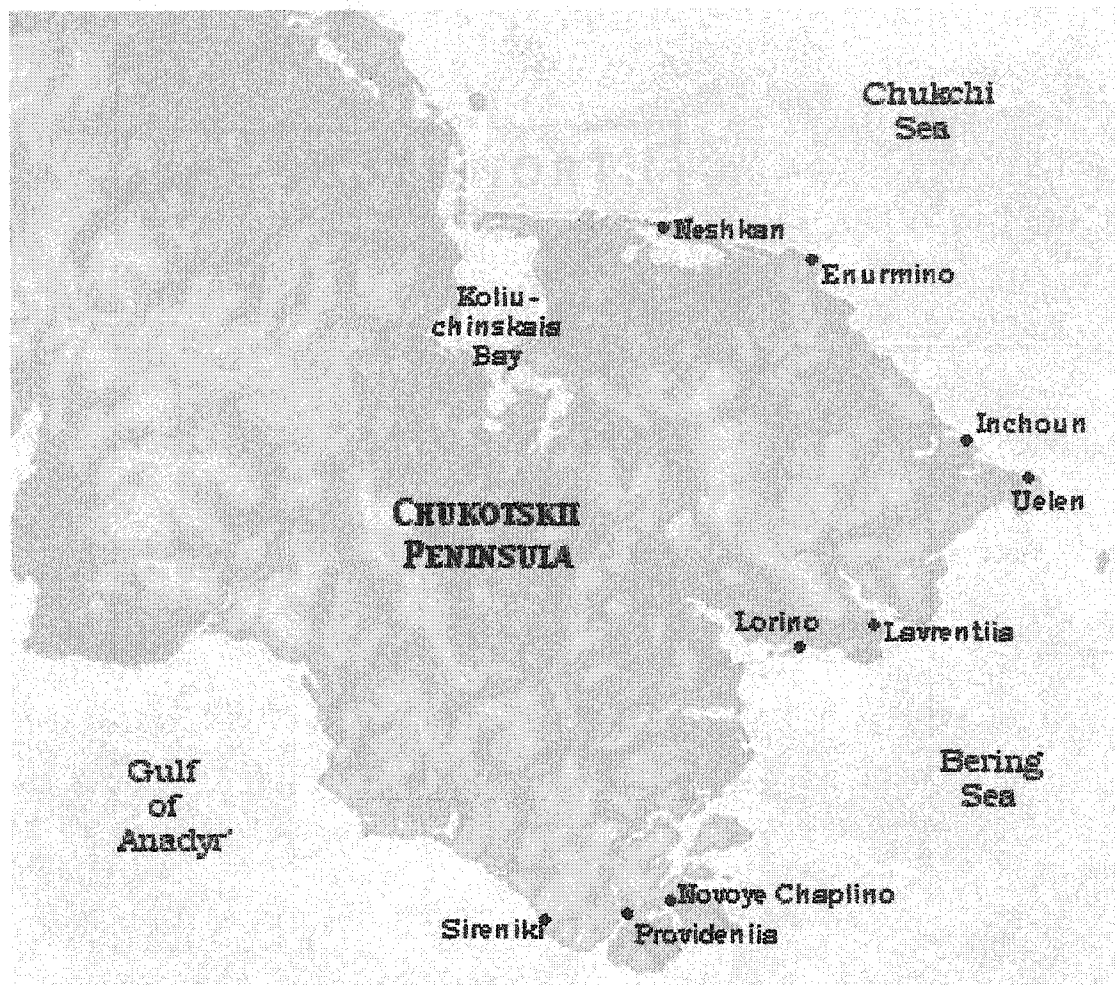 Chukchi
Sea
Neshkan
Enurmino
Koliu-
chinskaia
Bay
Inchoun
Uelen
CHUKOTSKII
PENINSULA
Lorino
Lavrentiia
Gulf
of
Anadyr'
Bering
Sea
Novoye Chaplino
Sireniki
Provideniia